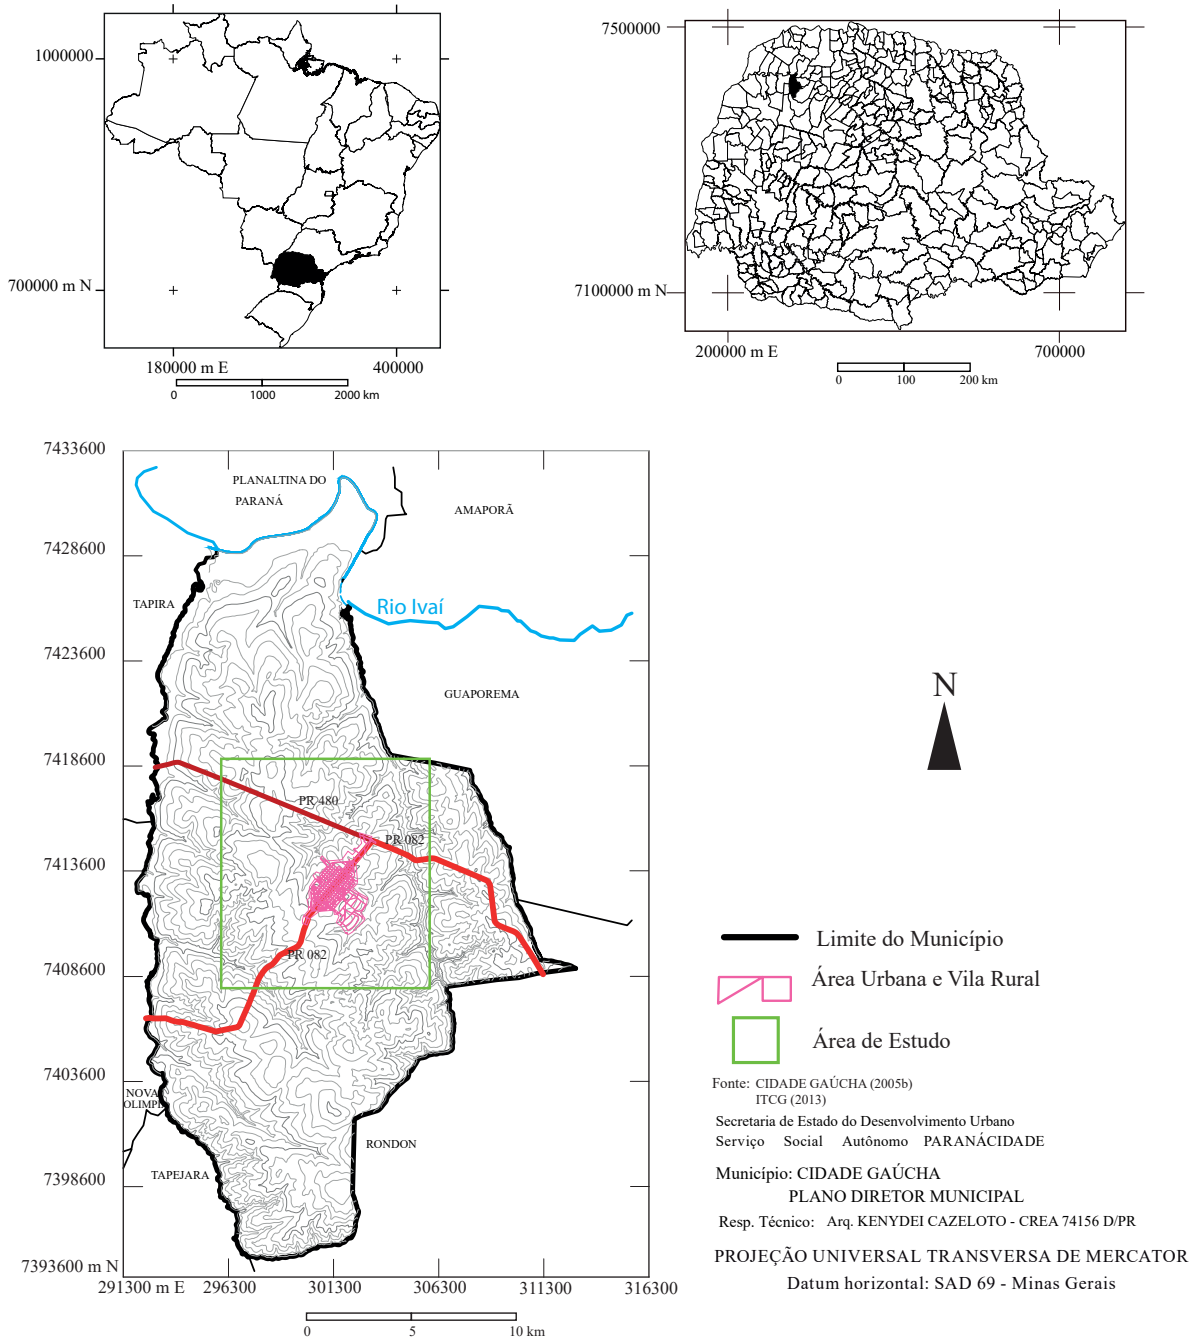 1000000
700000 m N
180000 m E
400000
0
1000
2000 km
7500000
7100000 m N
200000 m E
700000
0
100
200 km
7433600
7428600
7423600
7418600
7413600
7408600
7403600
7398600
7393600 m N
291300 m E
296300
301300
306300
311300
316300
0
5
10 km
PLANALTINA DO
PARANÁ
AMAPORÃ
TAPIRA
Rio Ivaí
GUAPOREMA
PR 480
PR 082
PR 082
NOVA
OLIMPI
TAPEJARA
RONDON
N
Limite do Município
Área Urbana e Vila Rural
Área de Estudo
Fonte: CIDADE GAÚCHA (2005b)
ITCG (2013)
Secretaria de Estado do Desenvolvimento Urbano
Serviço Social Autônomo PARANÁCIDADE
Município: CIDADE GAÚCHA
PLANO DIRETOR MUNICIPAL
Resp. Técnico: Arq. KENYDEI CAZELOTO - CREA 74156 D/PR
PROJEÇÃO UNIVERSAL TRANSVERSA DE MERCATOR
Datum horizontal: SAD 69 - Minas Gerais